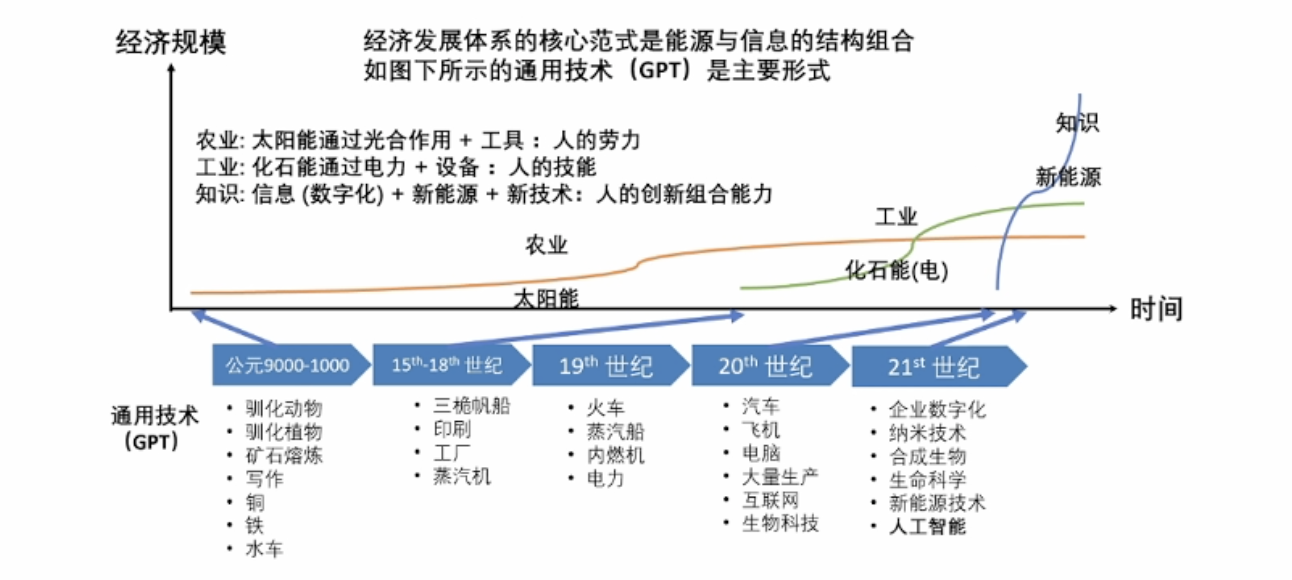 经济规模
经济发展体系的核心范式是能源与信息的结构组合
如图下所示的通用技术（GPT）是主要形式
农业: 太阳能通过光合作用 + 工具： 人的劳力
工业: 化石能通过电力 + 设备： 人的技能
知识: 信息 (数字化) + 新能源 + 新技术: 人的创新组合能力
知识
新能源
工业
农业
化石能(电)
太阳能
时间
公元9000-1000
15th-18th 世纪
19th 世纪
20th 世纪
21st 世纪
通用技术
（GPT）
• 驯化动物
• 驯化植物
• 矿石熔炼
• 写作
• 铜
• 铁
• 水车
• 三桅帆船
• 印刷
• 工厂
• 蒸汽机
• 火车
• 蒸汽船
• 内燃机
• 电力
• 汽车
• 飞机
• 电脑
• 大量生产
• 互联网
• 生物科技
• 企业数字化
• 纳米技术
• 合成生物
• 生命科学
• 新能源技术
• 人工智能